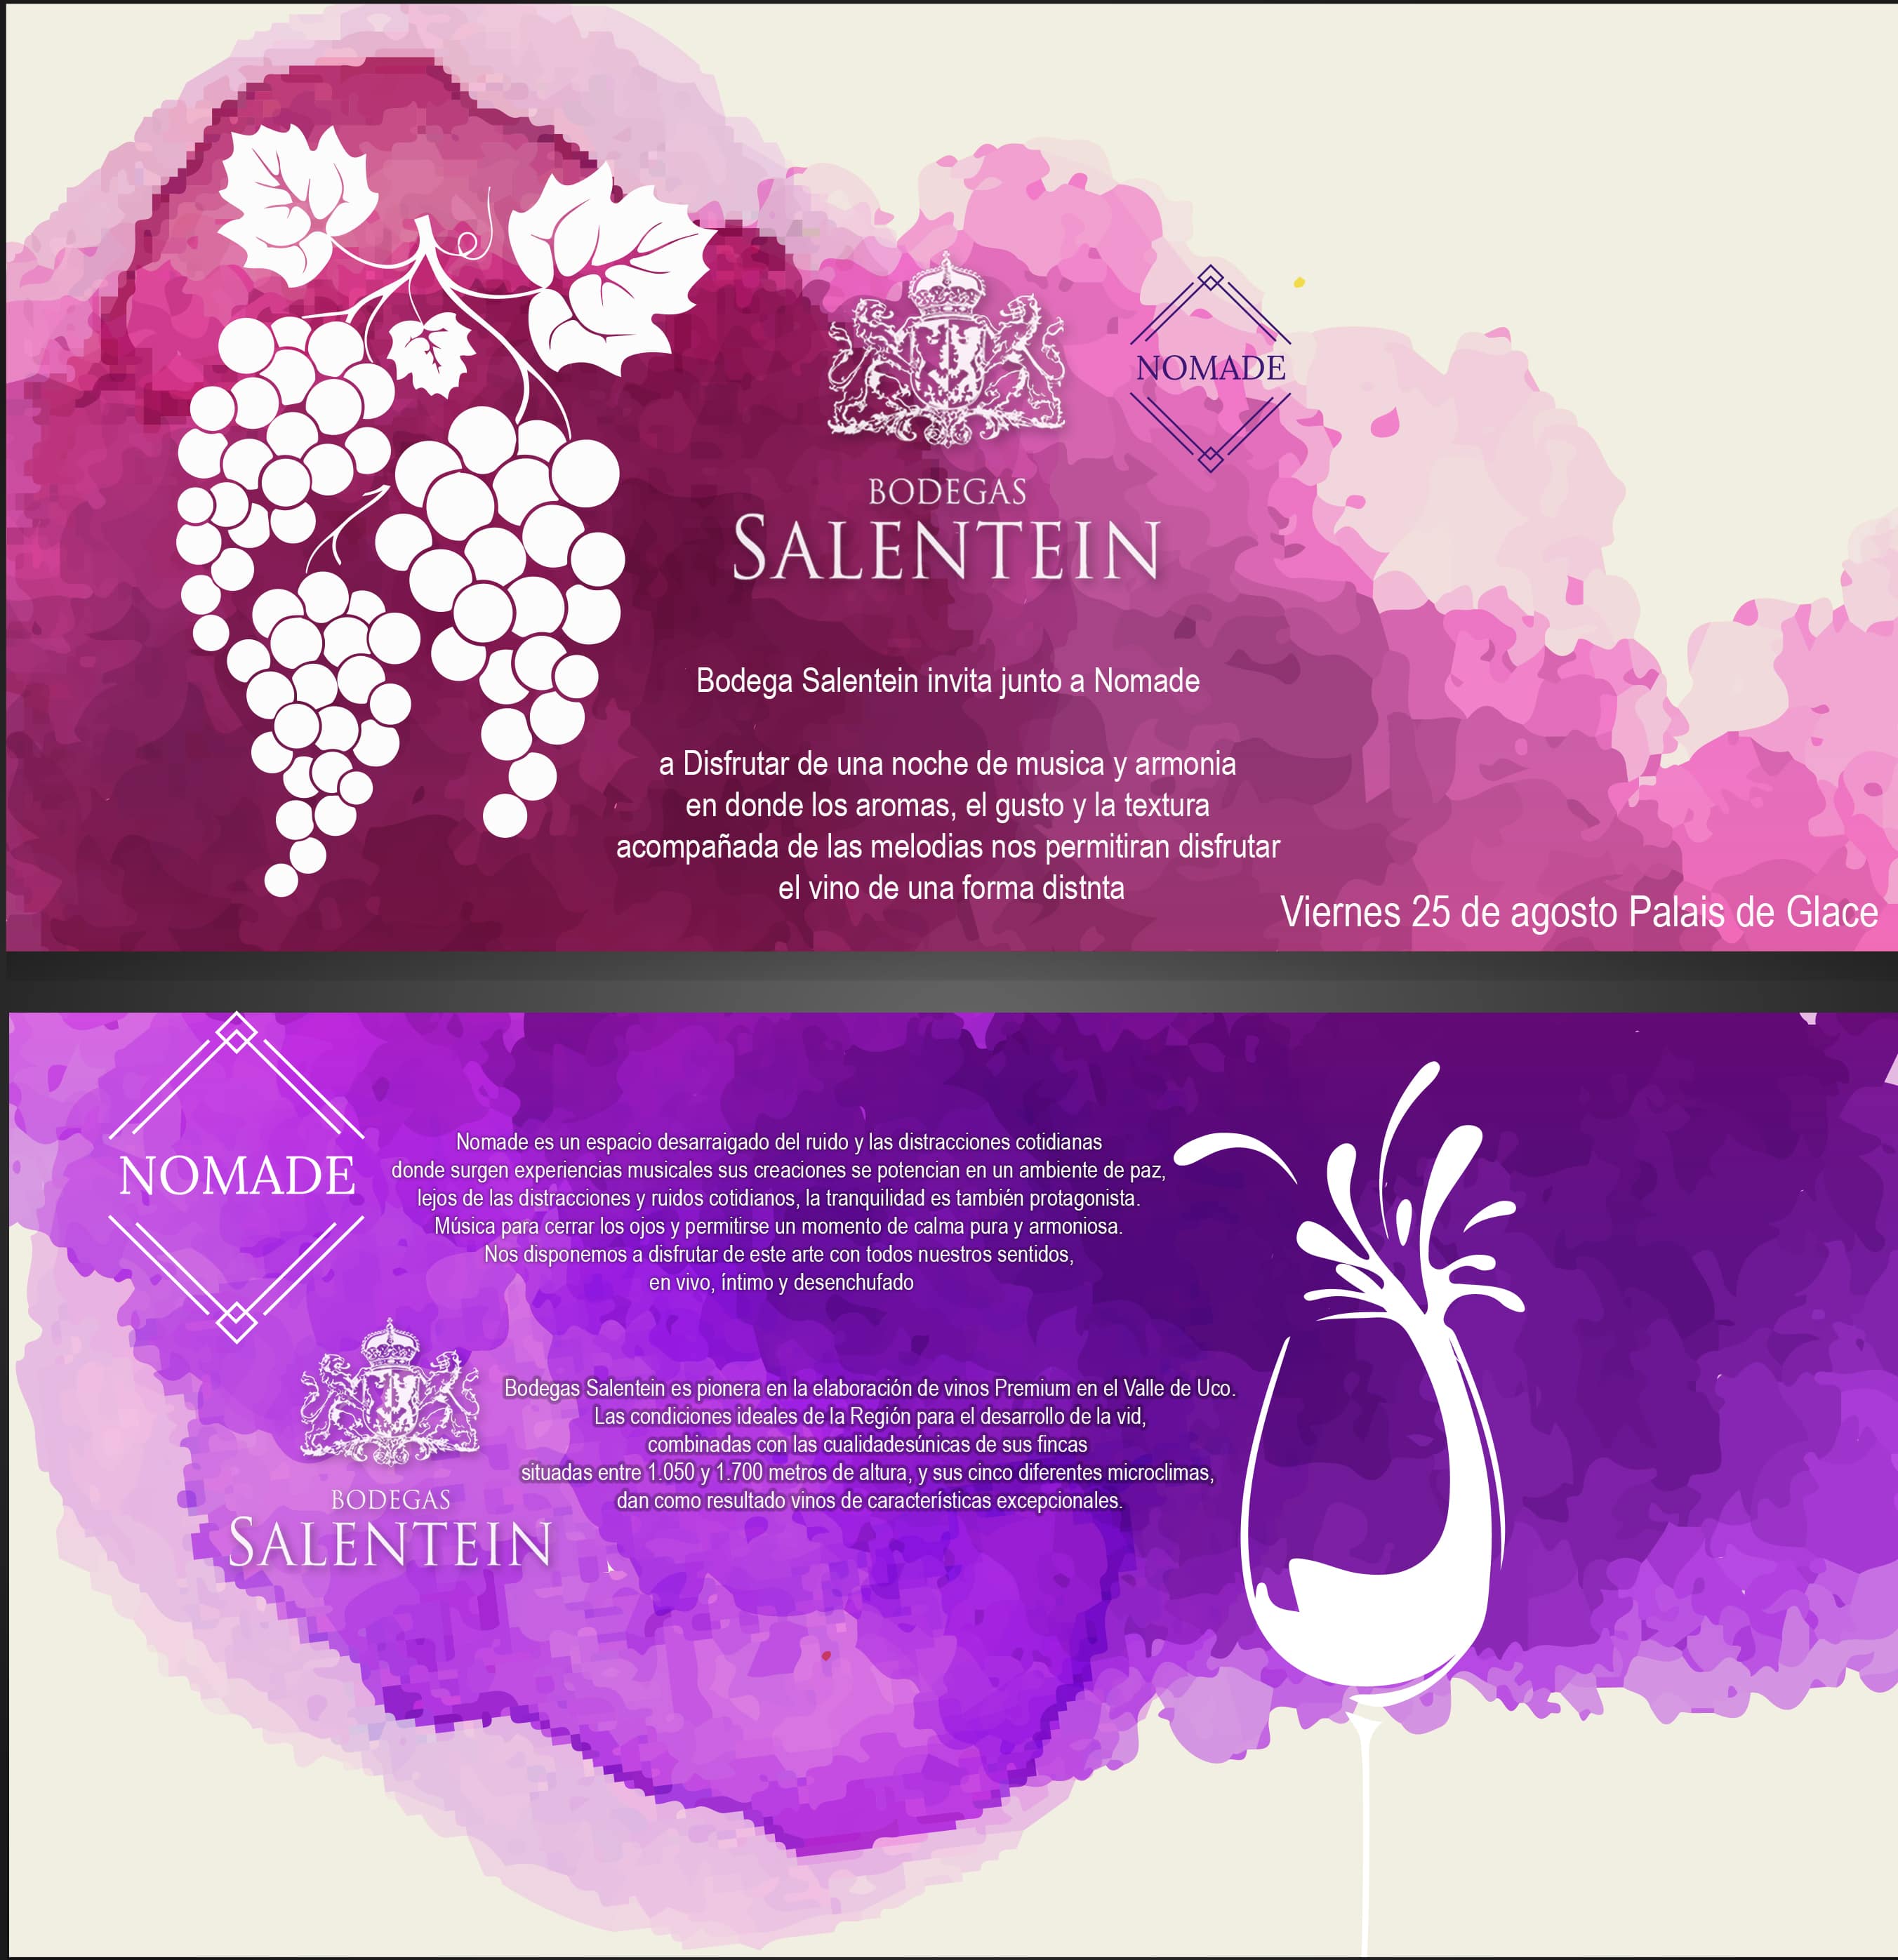 BODEGAS
SALENTEIN
NOMADE
Bodega Salentein invita junto a Nomade
a Disfrutar de una noche de musica y armonia
en donde los aromas, el gusto y la textura
acompañada de las melodias nos permitiran disfrutar
el vino de una forma distnta
Viernes 25 de agosto Palais de Glace
NOMADE
Nomade es un espacio desarraigado del ruido y las distracciones cotidianas
donde surgen experiencias musicales sus creaciones se potencian en un ambiente de paz,
lejos de las distracciones y ruidos cotidianos, la tranquilidad es también protagonista.
Música para cerrar los ojos y permitirse un momento de calma pura y armoniosa.
Nos disponemos a disfrutar de este arte con todos nuestros sentidos,
en vivo, íntimo y desenchufado
BODEGAS
SALENTEIN
Bodegas Salentein es pionera en la elaboración de vinos Premium en el Valle de Uco.
Las condiciones ideales de la Región para el desarrollo de la vid,
combinadas con las cualidadesúnicas de sus fincas
situadas entre 1.050 y 1.700 metros de altura, y sus cinco diferentes microclimas,
dan como resultado vinos de características excepcionales.